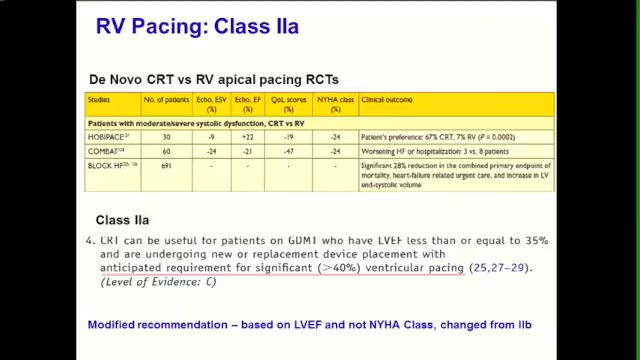 RV Pacing: Class IIa
De Novo CRT vs RV apical pacing RCTs
Studies No. of patients Echo, ESV (%) Echo, EF (%) QoL scores (%) NYHA class (%) Clinical outcome
Patients with moderate/severe systolic dysfunction, CRT vs RV
HOBIPACE 30 -9 +22 -19 -24 Patient's preference: 67% CRT, 7% RV (P = 0.0002)
COMBAT 60 -24 -21 -47 -24 Worsening HF or hospitalization: 3 vs. 8 patients
BLOCK HF 691 - - - - Significant 28% reduction in the combined primary endpoint of
mortality, heart-failure related urgent care, and increase in LV
end-systolic volume
Class IIa
4. CRT can be useful for patients on GDMT who have LVEF less than or equal to 35%
and are undergoing new or replacement device placement with
anticipated requirement for significant (>40%) ventricular pacing (25,27–29).
(Level of Evidence: C)
Modified recommendation – based on LVEF and not NYHA Class, changed from IIb